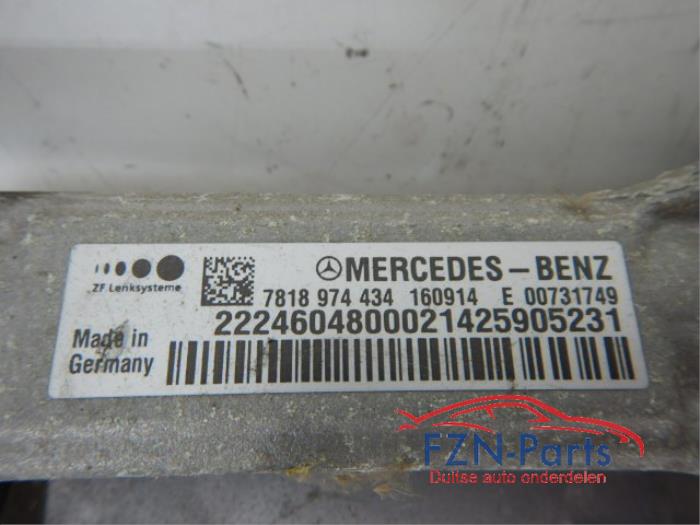 ZF Lenksysteme
MERCEDES-BENZ
7818 974 434 160914 E 00731749
2224604800021425905231
Made in
Germany
FZN-Parts
Duitse auto onderdelen